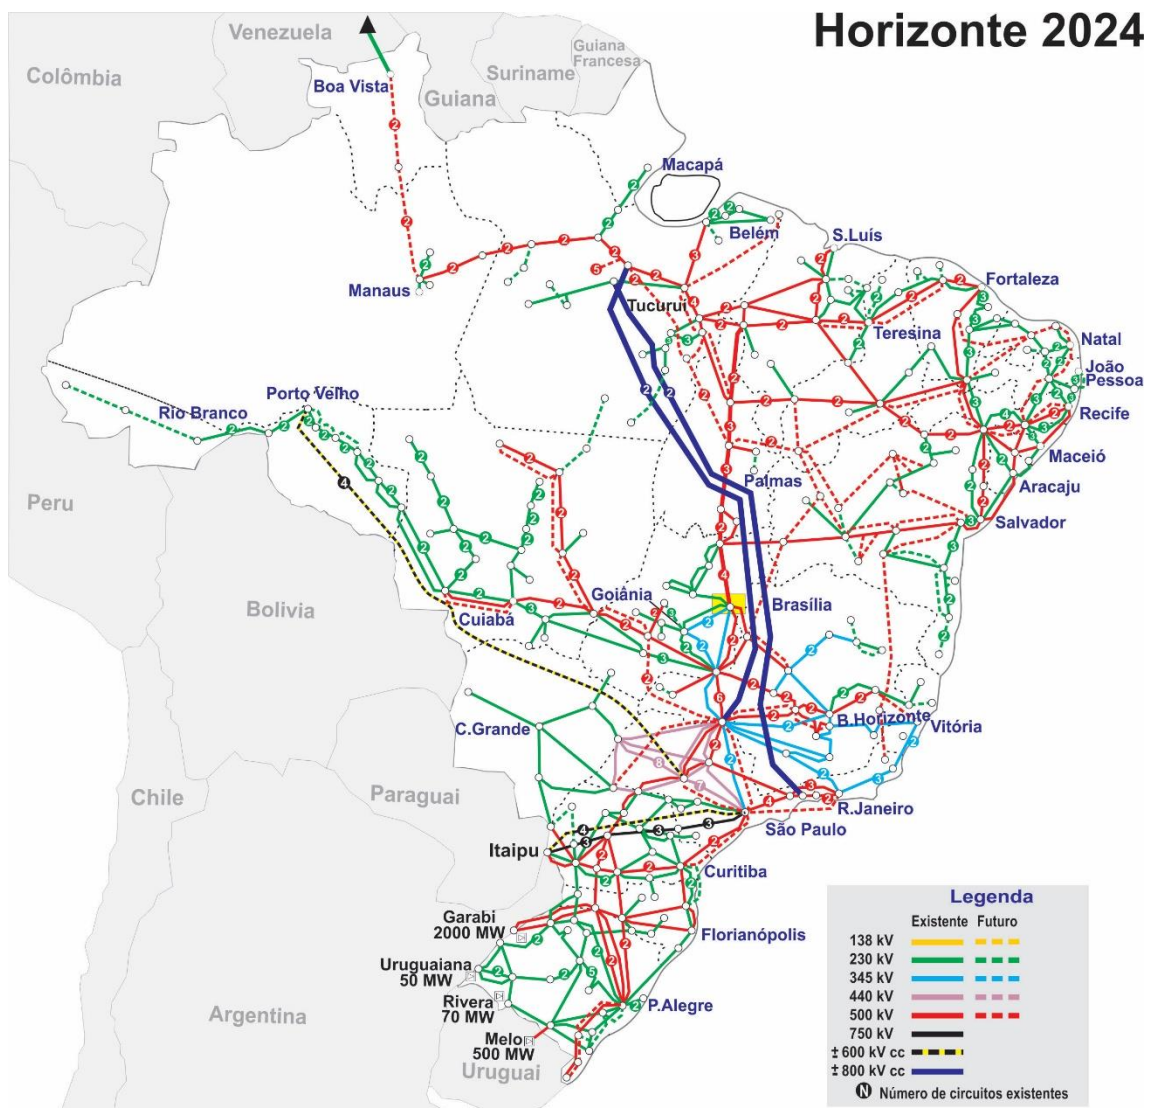 Horizonte 2024
Venezuela
Colômbia
Boa Vista
Guiana
Suriname
Guiana
Francesa
Macapá
Belém
S.Luís
Fortaleza
Manaus
Tucuruí
Teresina
Natal
João
Pessoa
Recife
Porto Velho
Rio Branco
Maceió
Palmas
Aracaju
Salvador
Peru
Bolivia
Cuiabá
Goiânia
Brasília
C.Grande
B.Horizonte
Vitória
Chile
Paraguai
R.Janeiro
São Paulo
Itaipu
Curitiba
Garabi
2000 MW
Florianópolis
Uruguaiana
50 MW
Rivera
70 MW
P.Alegre
Melo
500 MW
Argentina
Uruguai
Legenda
Existente Futuro
138 kV
230 kV
345 kV
440 kV
500 kV
750 kV
± 600 kV cc
± 800 kV cc
N Número de circuitos existentes